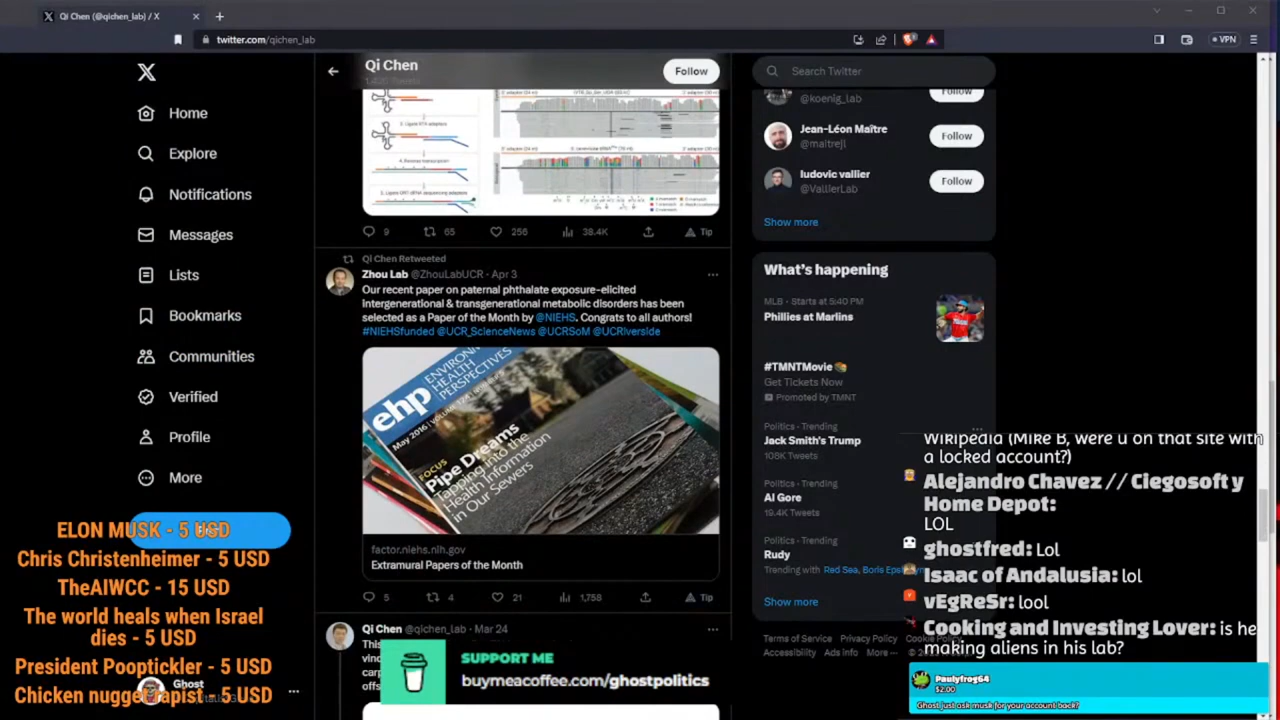 Qi Chen (@qichen_lab) / X
twitter.com/qichen_lab
VPN
X
Home
Explore
Notifications
Messages
Lists
Bookmarks
Communities
Verified
Profile
More
ELON MUSK - 5 USD
Chris Christenheimer - 5 USD
TheAIWCC - 15 USD
The world heals when Israel
dies - 5 USD
President Pooptickler - 5 USD
Chicken nugget rapist - 5 USD
Ghost
Qi Chen
Follow
9 65 256 38.4K Tip
Qi Chen Retweeted
Zhou Lab @ZhouLabUCR · Apr 3
Our recent paper on paternal phthalate exposure-elicited
intergenerational & transgenerational metabolic disorders has been
selected as a Paper of the Month by @NIEHS. Congrats to all authors!
#NIEHSfunded @UCR_ScienceNews @UCRSoM @UCRiverside
ENVIRON
HEALTH
PERSPECTIVES
ehp
May 2016
FOCUS
Pipe Dreams
Tapping into the
Health Information
in Our Sewers
factor.niehs.nih.gov
Extramural Papers of the Month
5 4 21 1,758 Tip
Qi Chen @qichen_lab · Mar 24
SUPPORT ME
buymeacoffee.com/ghostpolitics
Search Twitter
@koenig_lab
Follow
Jean-Léon Maître
@maitrejl
Follow
ludovic vallier
@VallierLab
Follow
Show more
What's happening
MLB · Starts at 5:40 PM
Phillies at Marlins
#TMNTMovie
Get Tickets Now
Promoted by TMNT
Politics · Trending
Jack Smith's Trump
108K Tweets
Politics · Trending
Al Gore
19.4K Tweets
Politics · Trending
Rudy
Trending with Red Sea, Boris
Show more
Terms of Service Privacy Policy Cookie
Accessibility Ads info More
Wikipedia (Mike B, were u on that site with
a locked account?)
Alejandro Chavez // Ciegosoft y
Home Depot:
LOL
ghostfred: Lol
Isaac of Andalusia: lol
vEgReSr: lool
Cooking and Investing Lover: is he
making aliens in his lab?
Paulyfrog64
$2.00
Ghost just ask musk for your account back?